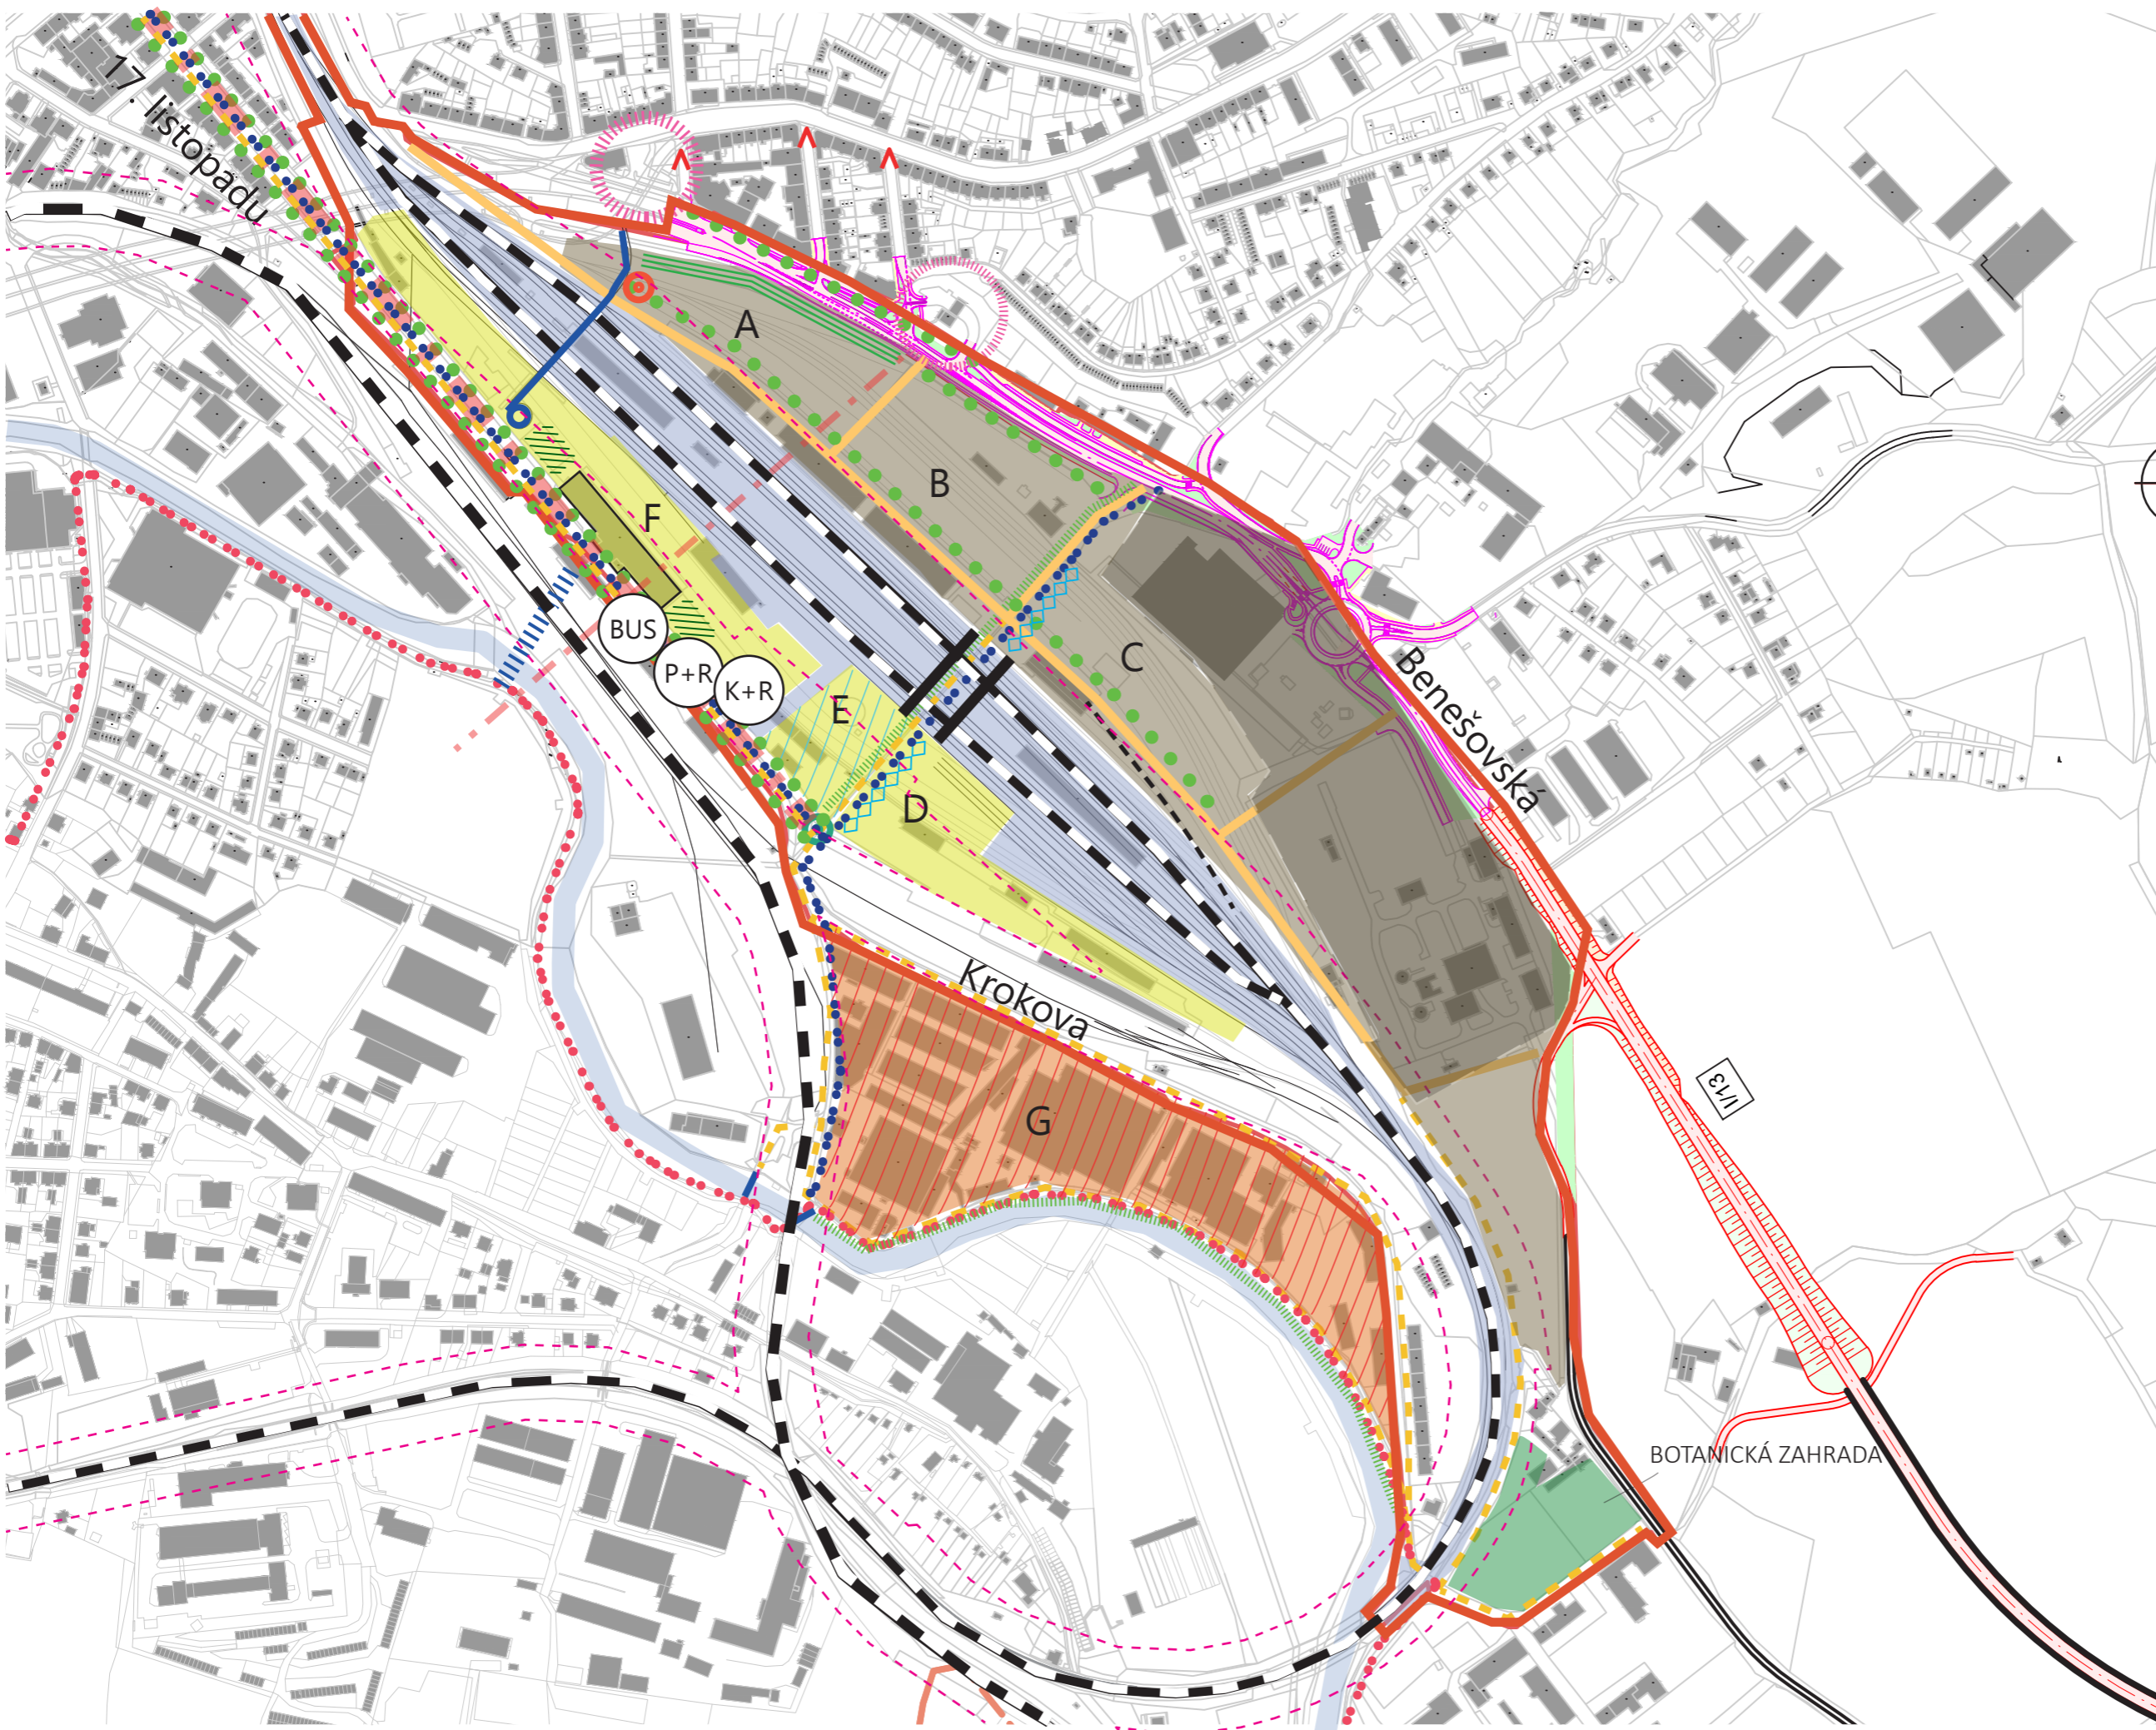 17. listopadu
A
B
F
BUS
P+R
K+R
E
C
D
Benešovská
Krokova
G
I/13
BOTANICKÁ ZAHRADA